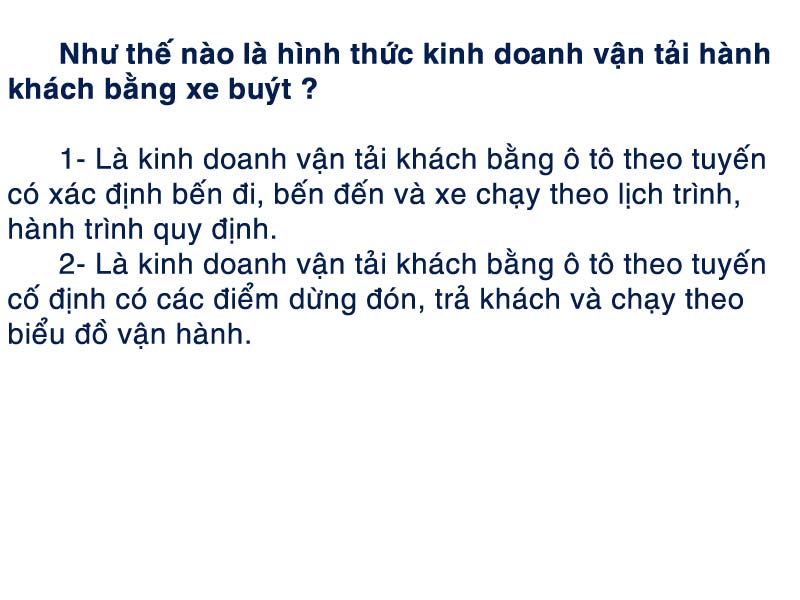 Như thế nào là hình thức kinh doanh vận tải hành
khách bằng xe buýt ?
1- Là kinh doanh vận tải khách bằng ô tô theo tuyến
có xác định bến đi, bến đến và xe chạy theo lịch trình,
hành trình quy định.
2- Là kinh doanh vận tải khách bằng ô tô theo tuyến
cố định có các điểm dừng đón, trả khách và chạy theo
biểu đồ vận hành.